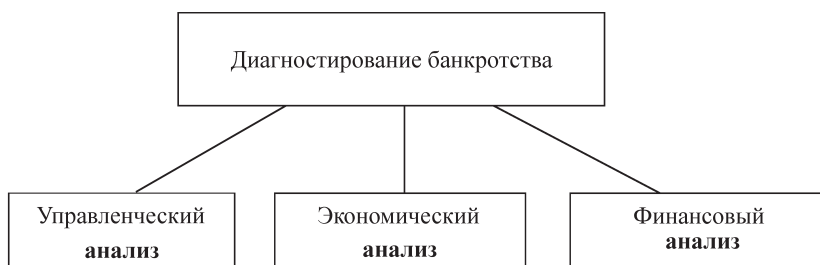 Диагностирование банкротства
Управленческий
анализ
Экономический
анализ
Финансовый
анализ